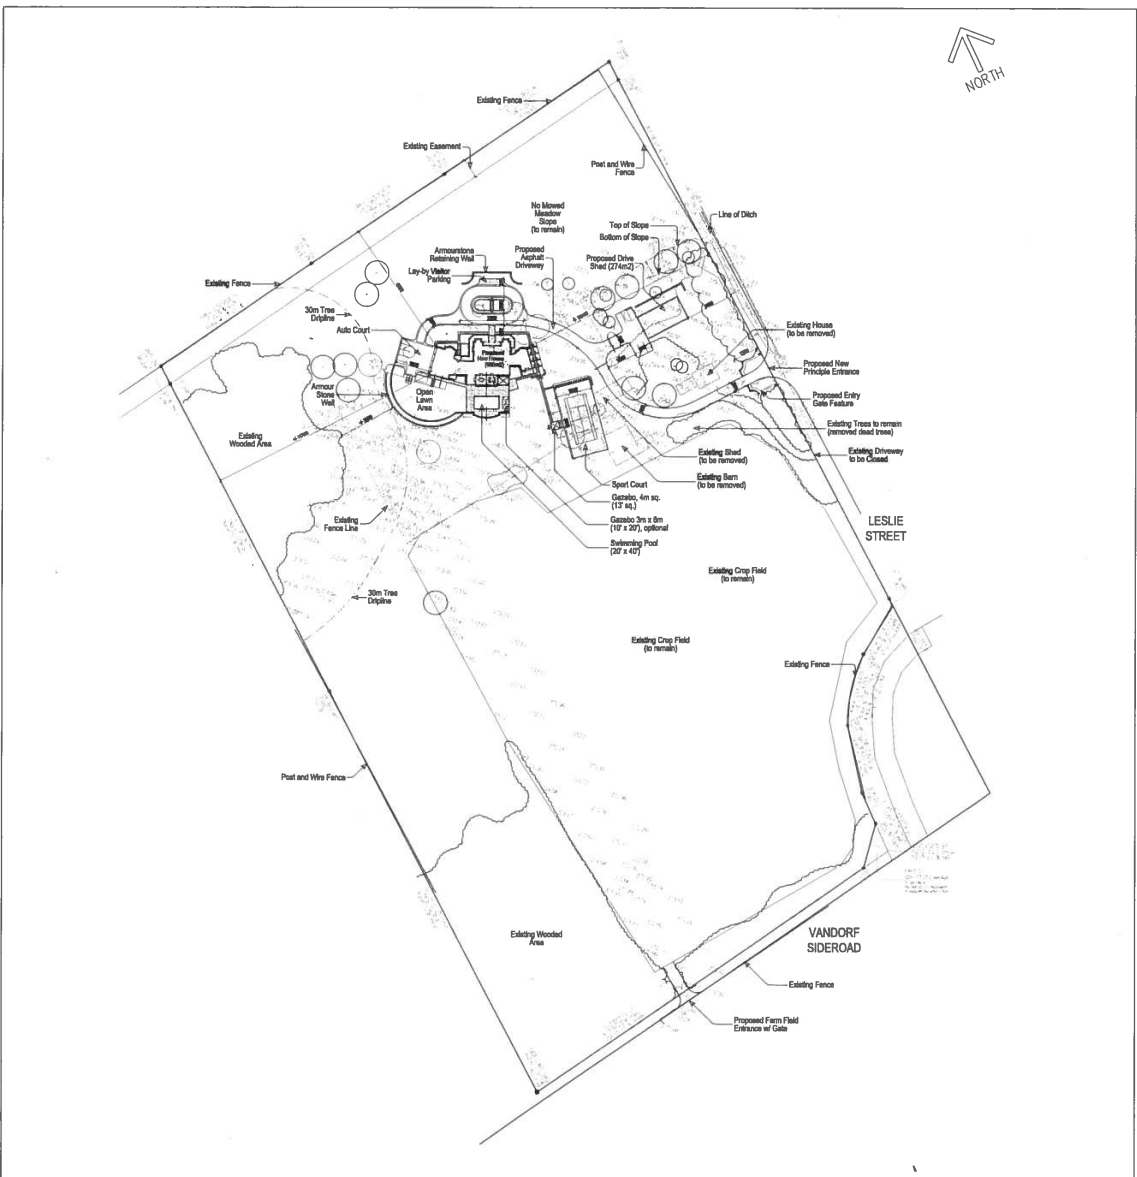 NORTH
Existing Fence
Existing Easement
Post and Wire
Fence
No Mowed
Meadow
Slope
(to remain)
Line of Ditch
Top of Slope
Bottom of Slope
Armourstone
Retaining Wall
Proposed
Asphalt
Driveway
Proposed Drive
Shed (274m2)
Lay-by Visitor
Parking
Existing Fence
30m Tree
Dripline
Auto Court
Existing House
(to be removed)
Proposed
New House
Proposed New
Principle Entrance
Armour
Stone
Wall
Open
Lawn
Area
Proposed Entry
Gate Feature
Existing Trees to remain
(removed dead trees)
Existing
Wooded Area
Existing Shed
(to be removed)
Existing Driveway
to be Closed
Existing Barn
(to be removed)
Sport Court
Gazebo, 4m sq.
(13' sq.)
Existing
Fence Line
Gazebo 3m x 6m
(10' x 20'), optional
LESLIE
STREET
Swimming Pool
(20' x 40')
Existing Crop Field
(to remain)
30m Tree
Dripline
Existing Crop Field
(to remain)
Existing Fence
Post and Wire Fence
Existing Wooded
Area
VANDORF
SIDEROAD
Existing Fence
Proposed Farm Field
Entrance w/ Gate